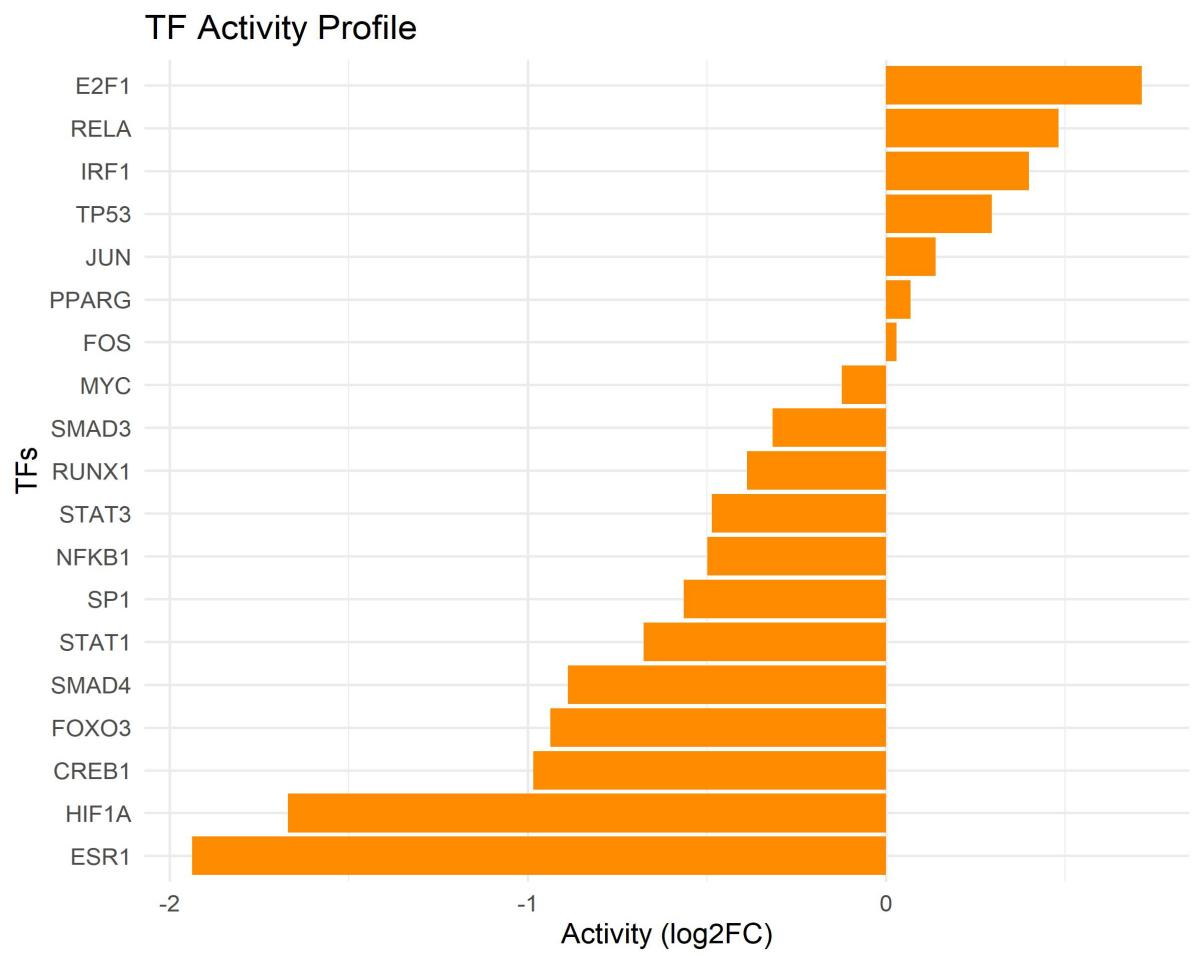 TF Activity Profile
E2F1
RELA
IRF1
TP53
JUN
PPARG
FOS
MYC
SMAD3
RUNX1
STAT3
NFKB1
SP1
STAT1
SMAD4
FOXO3
CREB1
HIF1A
ESR1
TFs
-2 -1 0
Activity (log2FC)